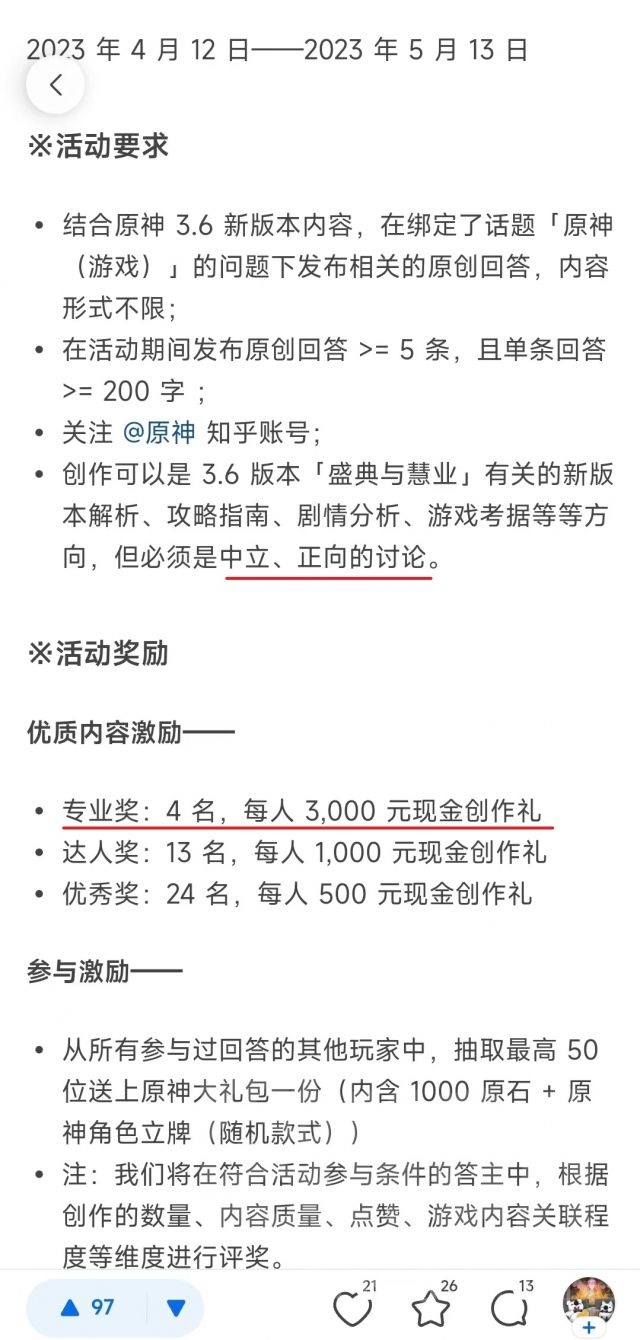 2023 年 4 月 12 日——2023 年 5 月 13 日
※活动要求
• 结合原神 3.6 新版本内容，在绑定了话题「原神
（游戏）」的问题下发布相关的原创回答，内容
形式不限；
• 在活动期间发布原创回答 >= 5 条，且单条回答
>= 200 字 ；
• 关注 @原神 知乎账号；
• 创作可以是 3.6 版本「盛典与慧业」有关的新版
本解析、攻略指南、剧情分析、游戏考据等等方
向，但必须是中立、正向的讨论。
※活动奖励
优质内容激励——
• 专业奖：4 名，每人 3,000 元现金创作礼
• 达人奖：13 名，每人 1,000 元现金创作礼
• 优秀奖：24 名，每人 500 元现金创作礼
参与激励——
• 从所有参与过回答的其他玩家中，抽取最高 50
位送上原神大礼包一份（内含 1000 原石 + 原
神角色立牌（随机款式））
• 注：我们将在符合活动参与条件的答主中，根据
创作的数量、内容质量、点赞、游戏内容关联程
度等维度进行评奖。
97 21 26 13